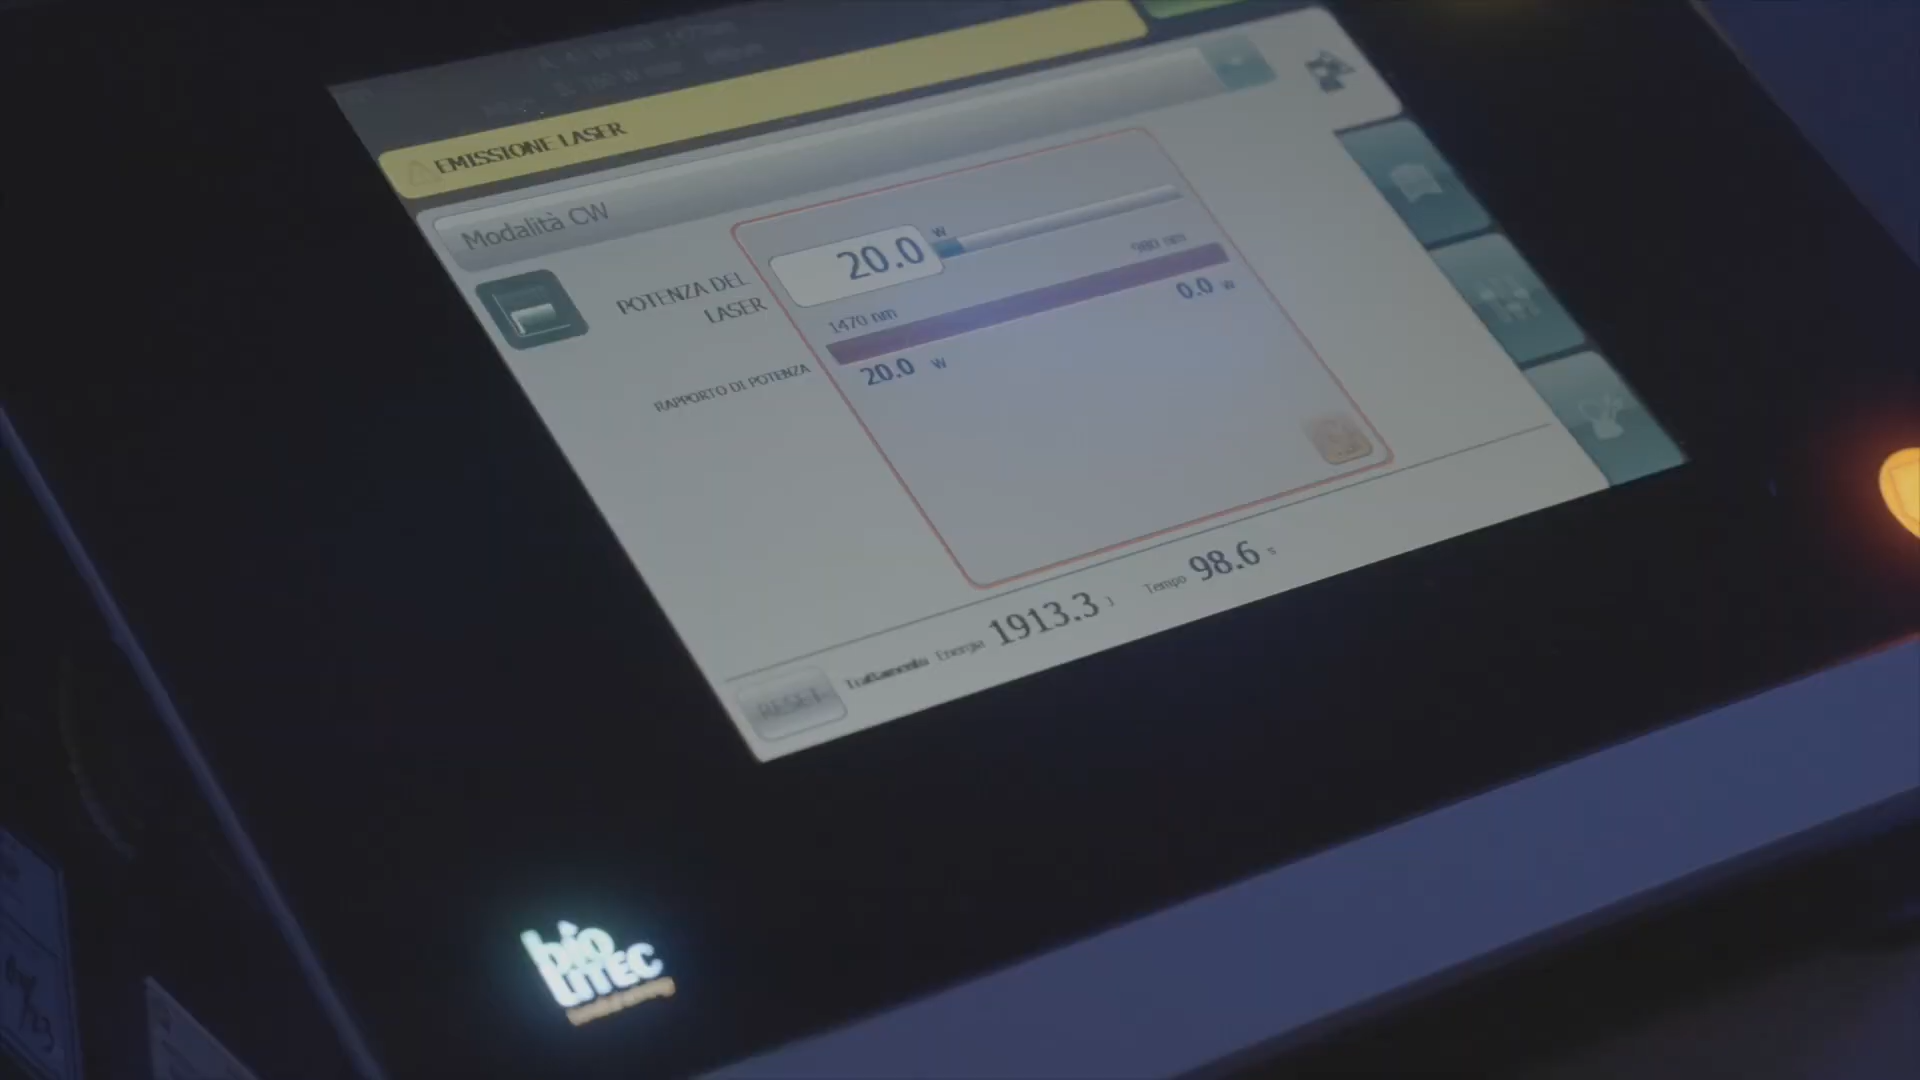 EMISSIONE LASER
Modalità CW
POTENZA DEL
LASER
20.0 W
1470 nm
980 nm
RAPPORTO DI POTENZA
20.0 W
0.0 W
RESET
Trattamento Energia 1913.3 J Tempo 98.6 s
bio
LITEC